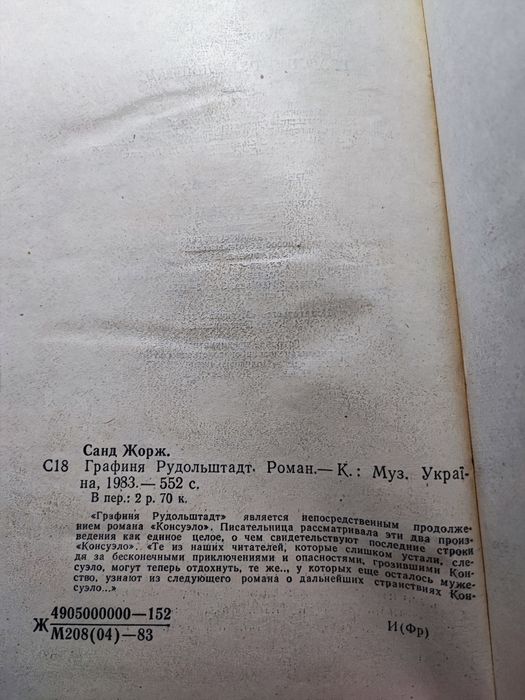 Санд Жорж.
С18 Графиня Рудольштадт. Роман.— К.: Муз. Украї-
на, 1983.— 552 с.
В пер.: 2 р. 70 к.
«Графиня Рудольштадт» является непосредственным продолже-
нием романа «Консуэло». Писательница рассматривала эти два произ-
ведения как единое целое, о чем свидетельствуют последние строки
«Консуэло». «Те из наших читателей, которые слишком устали, сле-
дя за бесконечными приключениями и опасностями, грозившими Кон-
суэло, могут теперь отдохнуть, те же.., у которых еще осталось муже-
ство, узнают из следующего романа о дальнейших странствиях Кон-
суэло...»
Ж 4905000000—152
М208(04)—83
И(Фр)